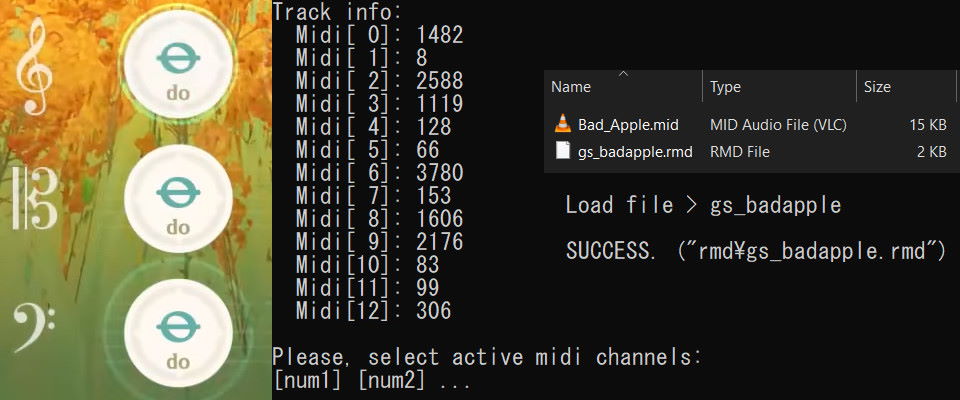 do
do
do
Track info:
Midi[ 0]: 1482
Midi[ 1]: 8
Midi[ 2]: 2588
Midi[ 3]: 1119
Midi[ 4]: 128
Midi[ 5]: 66
Midi[ 6]: 3780
Midi[ 7]: 153
Midi[ 8]: 1606
Midi[ 9]: 2176
Midi[10]: 83
Midi[11]: 99
Midi[12]: 306
Please, select active midi channels:
[num1] [num2] ...
Name Type Size
Bad_Apple.mid MID Audio File (VLC) 15 KB
gs_badapple.rmd RMD File 2 KB
Load file > gs_badapple
SUCCESS. ("rmd¥gs_badapple.rmd")